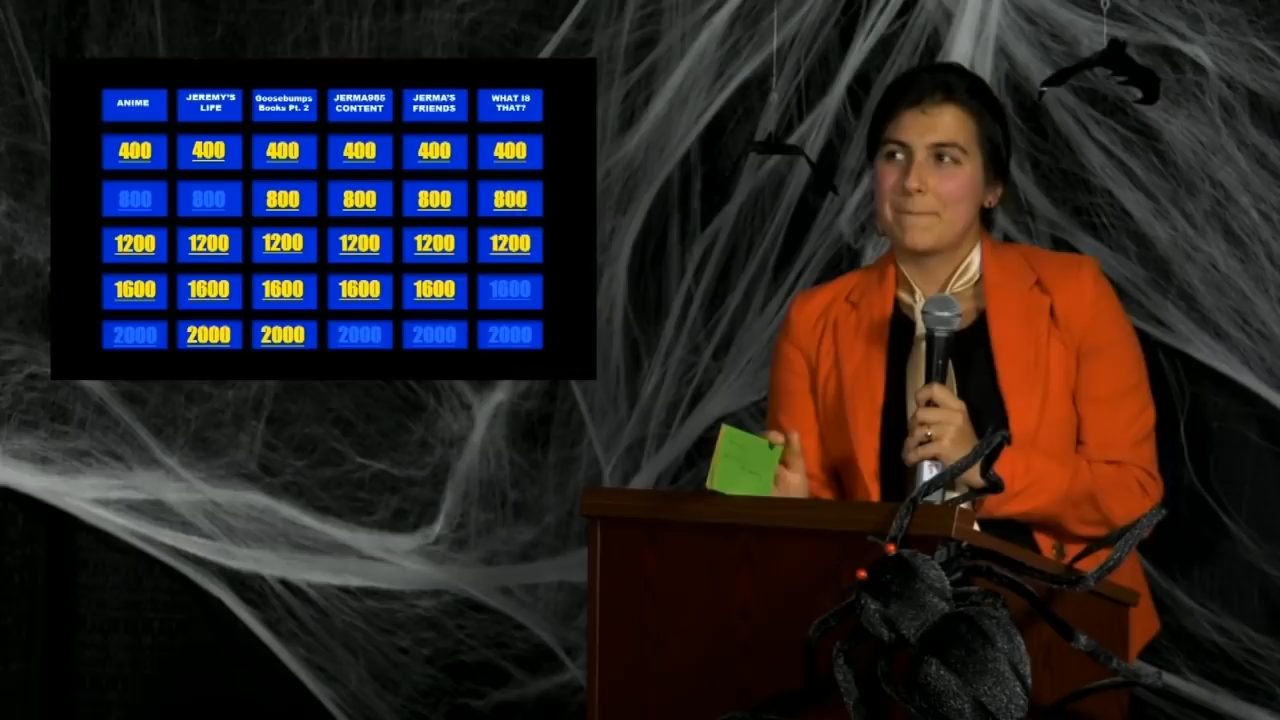 ANIME
JEREMY'S
LIFE
Goosebumps
Books Pt. 2
JERMA985
CONTENT
JERMA'S
FRIENDS
WHAT IS
THAT?
400 400 400 400 400 400
800 800 800 800 800 800
1200 1200 1200 1200 1200 1200
1600 1600 1600 1600 1600 1600
2000 2000 2000 2000 2000 2000